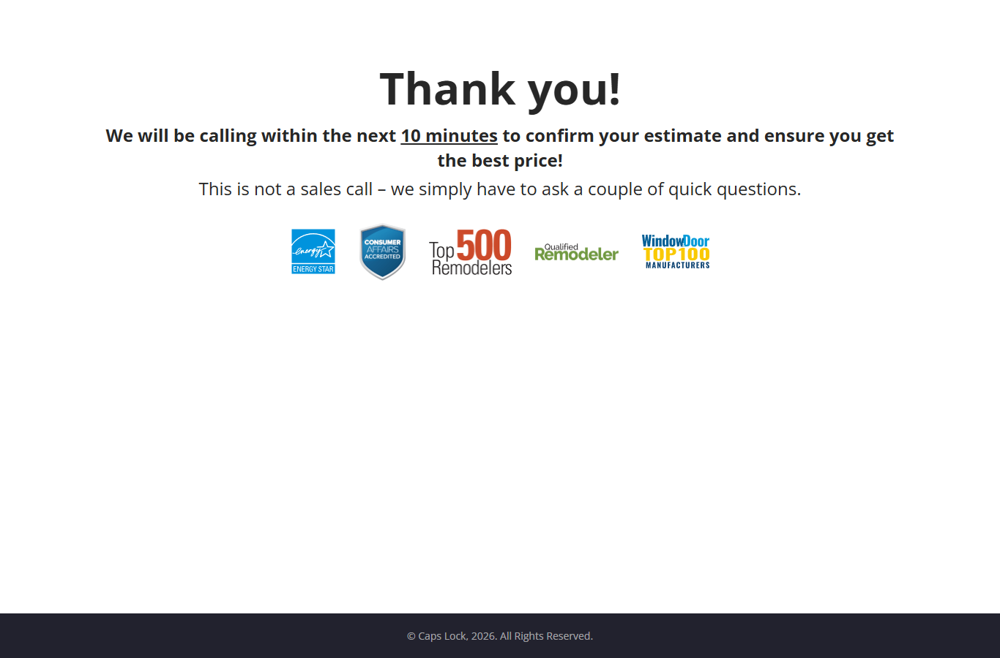 Thank you!
We will be calling within the next 10 minutes to confirm your estimate and ensure you get
the best price!
This is not a sales call – we simply have to ask a couple of quick questions.
energy
ENERGY STAR
CONSUMER
AFFAIRS
ACCREDITED
Top 500
Remodelers
Qualified
Remodeler
WindowDoor
TOP100
MANUFACTURERS
© Caps Lock, 2026. All Rights Reserved.